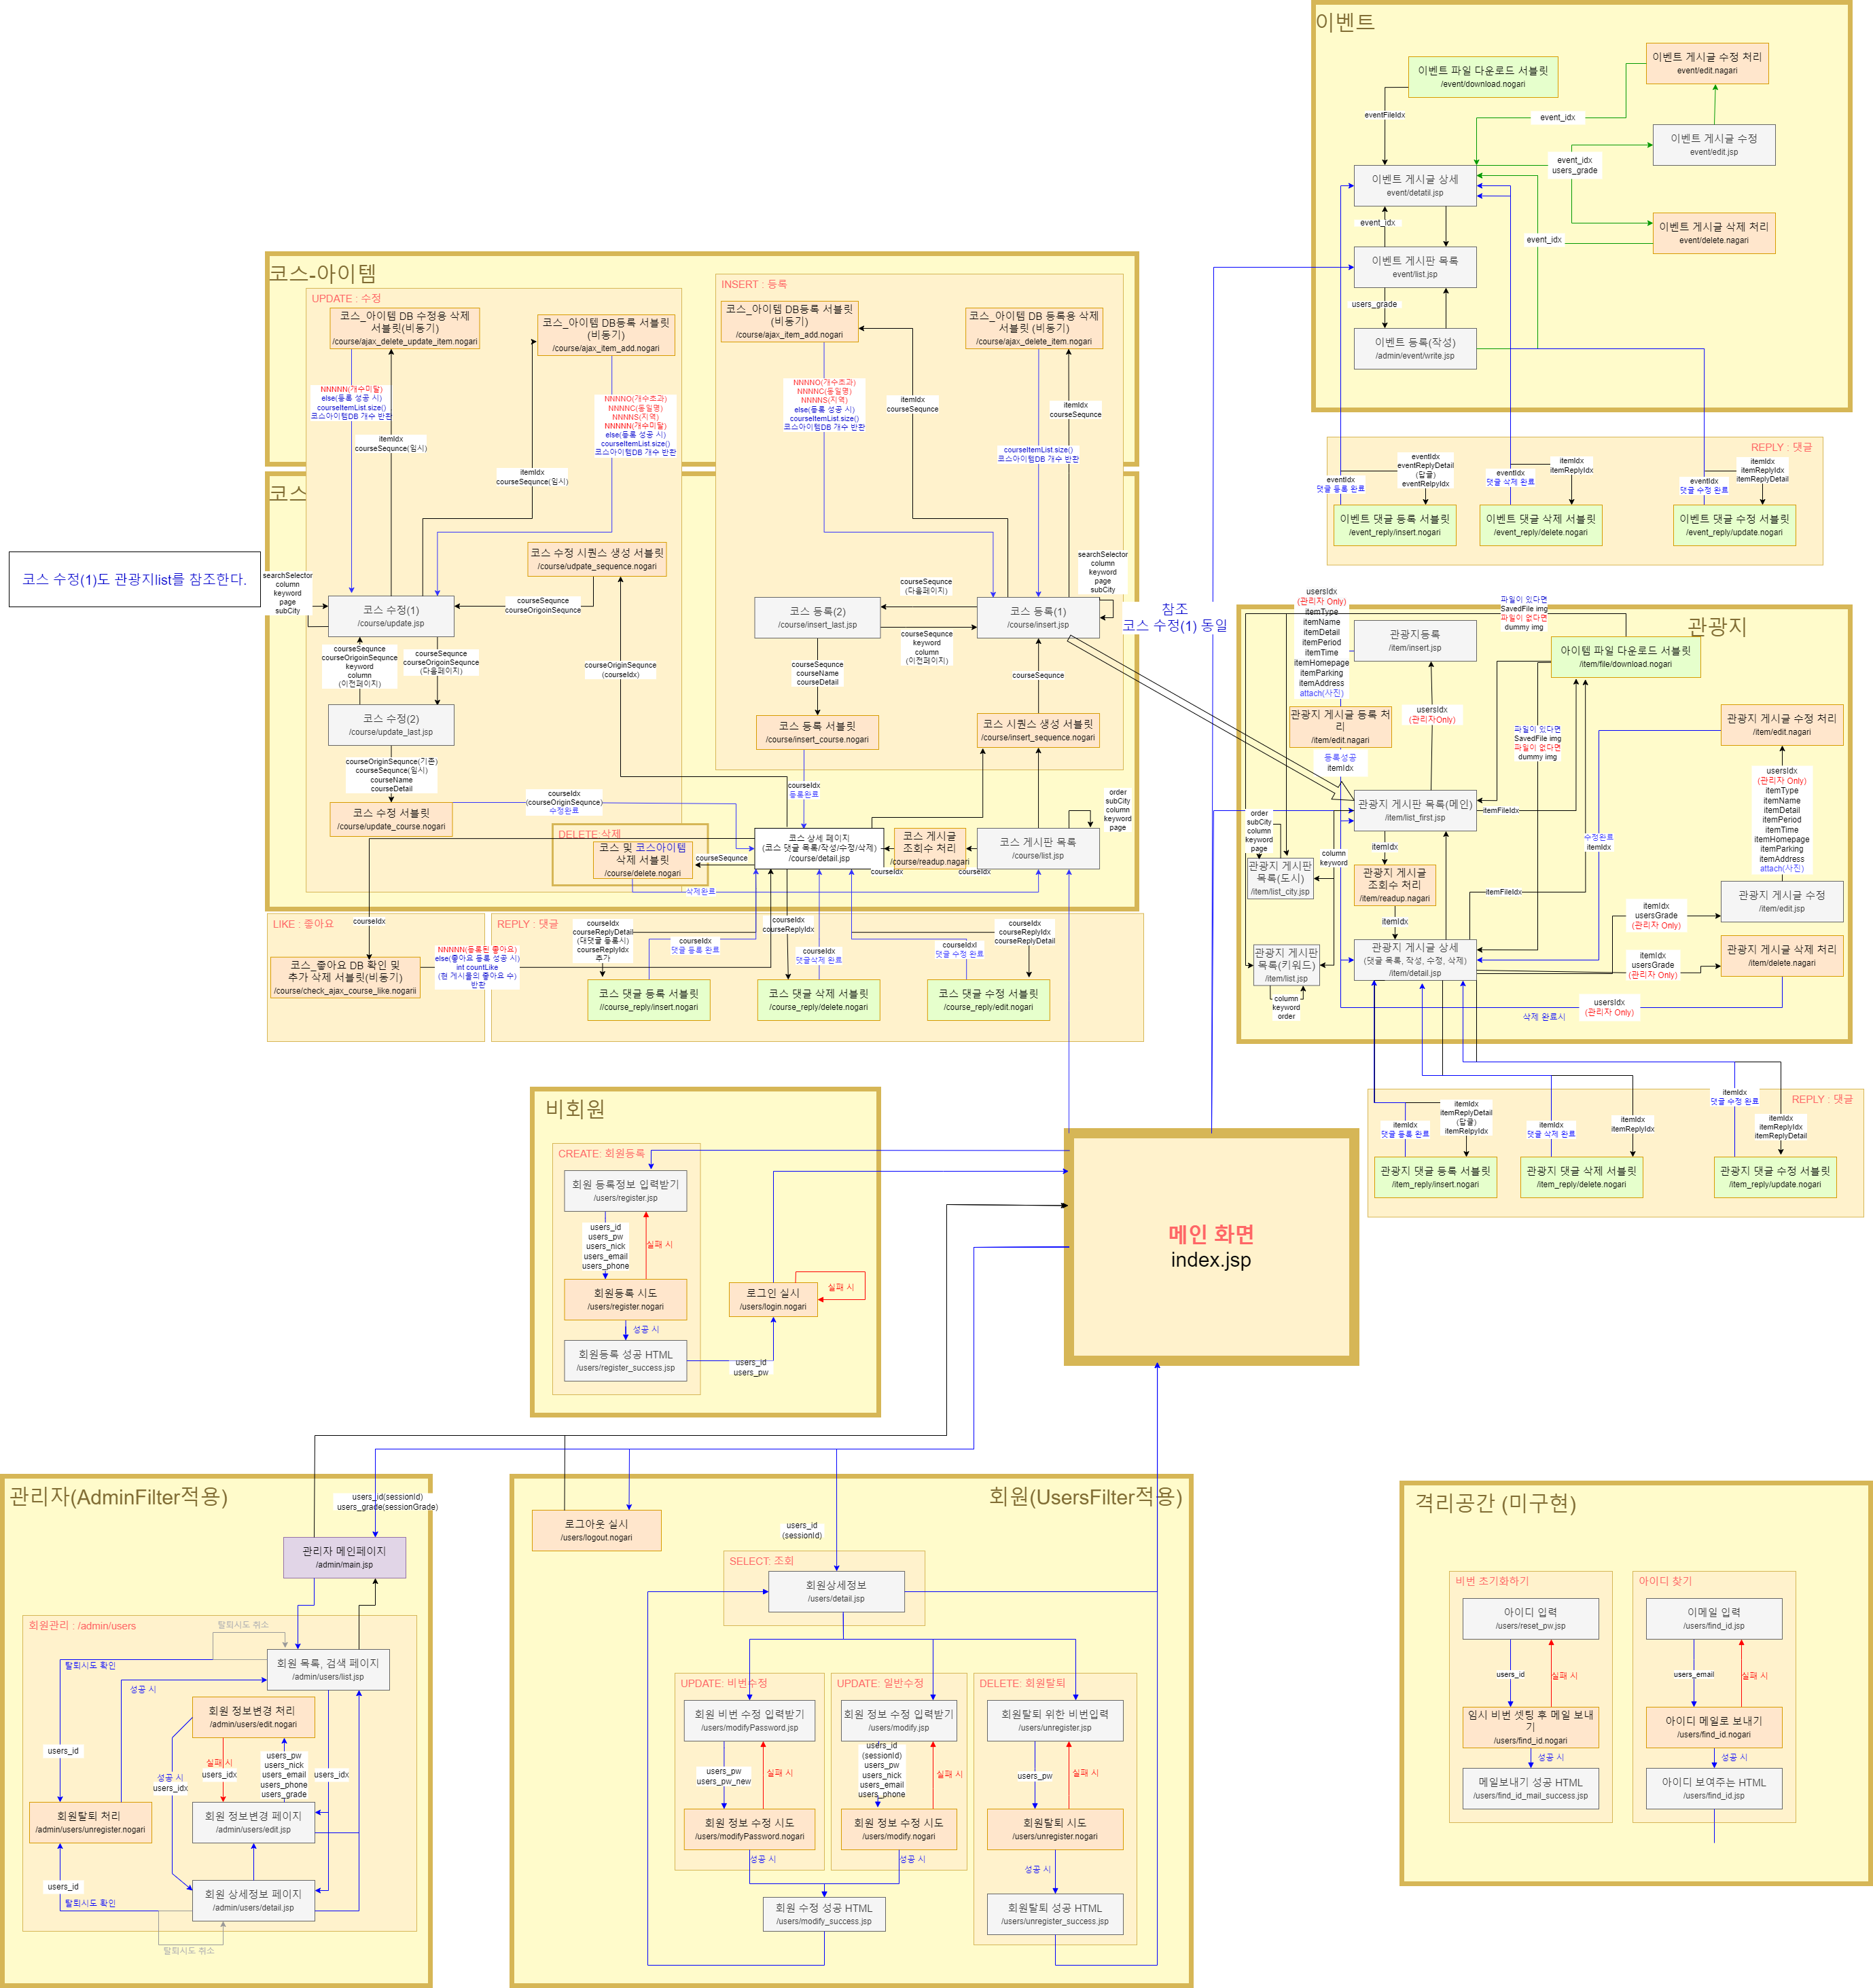 이벤트
이벤트 파일 다운로드 서블릿
/event/download.nogari
이벤트 게시글 수정 처리
event/edit.nagari
eventFileIdx
event_idx
이벤트 게시글 수정
event/edit.jsp
event_idx
users_grade
이벤트 게시글 상세
event/detatil.jsp
event_idx
event_idx
이벤트 게시글 삭제 처리
event/delete.nagari
이벤트 게시판 목록
event/list.jsp
users_grade
이벤트 등록(작성)
/admin/event/write.jsp
REPLY : 댓글
eventIdx
eventReplyDetail
(답글)
eventRelpyIdx
eventIdx
댓글 등록 완료
itemIdx
itemReplyIdx
eventIdx
댓글 삭제 완료
itemIdx
itemReplyIdx
itemReplyDetail
eventIdx
댓글 수정 완료
이벤트 댓글 등록 서블릿
/event_reply/insert.nogari
이벤트 댓글 삭제 서블릿
/event_reply/delete.nogari
이벤트 댓글 수정 서블릿
/event_reply/update.nogari
코스-아이템
UPDATE : 수정
코스_아이템 DB 수정용 삭제
서블릿(비동기)
/course/ajax_delete_update_item.nogari
코스_아이템 DB등록 서블릿
(비동기)
/course/ajax_item_add.nogari
NNNNN(개수미달)
else(등록 성공 시)
courseItemList.size()
코스아이템DB 개수 반환
NNNNO(개수초과)
NNNNC(동일명)
NNNNS(지역)
NNNNN(개수미달)
else(등록 성공 시)
courseItemList.size()
코스아이템DB 개수 반환
itemIdx
courseSequnce(임시)
itemIdx
courseSequnce(임시)
INSERT : 등록
코스_아이템 DB등록 서블릿
(비동기)
/course/ajax_item_add.nogari
코스_아이템 DB 등록용 삭제
서블릿 (비동기)
/course/ajax_delete_item.nogari
NNNNO(개수초과)
NNNNC(동일명)
NNNNS(지역)
else(등록 성공 시)
courseItemList.size()
코스아이템DB 개수 반환
itemIdx
courseSequnce
itemIdx
courseSequnce
courseItemList.size()
코스아이템DB 개수 반환
코스
코스 수정(1)도 관광지list를 참조한다.
searchSelector
column
keyword
page
subCity
코스 수정(1)
/course/update.jsp
코스 수정 시퀀스 생성 서블릿
/course/udpate_sequence.nogari
courseSequnce
courseOrigoinSequnce
courseSequnce
courseOrigoinSequnce
keyword
column
(이전페이지)
courseSequnce
courseOrigoinSequnce
(다음페이지)
courseOriginSequnce
(courseIdx)
코스 수정(2)
/course/update_last.jsp
courseOriginSequnce(기존)
courseSequnce(임시)
courseName
courseDetail
코스 수정 서블릿
/course/update_course.nogari
courseIdx
(courseOriginSequnce)
수정완료
searchSelector
column
keyword
page
subCity
courseSequnce
(다음페이지)
코스 등록(2)
/course/insert_last.jsp
코스 등록(1)
/course/insert.jsp
courseSequnce
keyword
column
(이전페이지)
courseSequnce
courseName
courseDetail
courseSequnce
코스 등록 서블릿
/course/insert_course.nogari
코스 시퀀스 생성 서블릿
/course/insert_sequence.nogari
courseIdx
등록완료
order
subCity
column
keyword
page
DELETE:삭제
코스 및 코스아이템
삭제 서블릿
/course/delete.nogari
courseSequnce
삭제완료
코스 상세 페이지
(코스 댓글 목록/작성/수정/삭제)
/course/detail.jsp
코스 게시글
조회수 처리
/course/readup.nagari
courseIdx
courseIdx
코스 게시판 목록
/course/list.jsp
참조
코스 수정(1) 동일
LIKE : 좋아요
courseIdx
코스_좋아요 DB 확인 및
추가 삭제 서블릿(비동기)
/course/check_ajax_course_like.nogarii
NNNNN(등록된 좋아요)
else(좋아요 등록 성공 시)
int countLike
(현 게시물의 좋아요 수)
반환
REPLY : 댓글
courseIdx
courseReplyDetail
(대댓글 등록시)
courseReplyIdx
추가
courseIdx
댓글 등록 완료
courseIdx
courseReplyIdx
courseIdx
댓글삭제 완료
courseIdx
courseReplyIdx
courseReplyDetail
courseIdxl
댓글 수정 완료
코스 댓글 등록 서블릿
//course_reply/insert.nogari
코스 댓글 삭제 서블릿
/course_reply/delete.nogari
코스 댓글 수정 서블릿
/course_reply/edit.nogari
관광지
usersIdx
(관리자 Only)
itemType
itemName
itemDetail
itemPeriod
itemTime
itemHomepage
itemParking
itemAddress
attach(사진)
관광지등록
/item/insert.jsp
파일이 있다면
SavedFile img
파일이 없다면
dummy img
아이템 파일 다운로드 서블릿
/item/file/download.nogari
usersIdx
(관리자Only)
관광지 게시글 등록 처
리
/item/edit.nagari
등록성공
itemIdx
파일이 있다면
SavedFile img
파일이 없다면
dummy img
관광지 게시글 수정 처리
/item/edit.nagari
usersIdx
(관리자 Only)
itemType
itemName
itemDetail
itemPeriod
itemTime
itemParking
itemAddress
attach(사진)
관광지 게시판 목록(메인)
/item/list_first.jsp
itemFileIdx
order
subCity
column
keyword
page
column
keyword
itemIdx
수정완료
itemIdx
관광지 게시판
목록(도시)
/item/list_city.jsp
관광지 게시글
조회수 처리
/item/readup.nagari
itemIdx
itemFileIdx
관광지 게시글 수정
/item/edit.jsp
itemIdx
usersGrade
(관리자 Only)
관광지 게시판
목록(키워드)
/item/list.jsp
column
keyword
order
관광지 게시글 상세
(댓글 목록, 작성, 수정, 삭제)
/item/detail.jsp
itemIdx
usersGrade
(관리자 Only)
관광지 게시글 삭제 처리
/item/delete.nagari
usersIdx
(관리자 Only)
삭제 완료시
REPLY : 댓글
itemIdx
itemReplyDetail
(답글)
itemRelpyIdx
itemIdx
댓글 등록 완료
itemIdx
댓글 삭제 완료
itemIdx
itemReplyIdx
itemIdx
댓글 수정 완료
itemIdx
itemReplyIdx
itemReplyDetail
관광지 댓글 등록 서블릿
/item_reply/insert.nogari
관광지 댓글 삭제 서블릿
/item_reply/delete.nogari
관광지 댓글 수정 서블릿
/item_reply/update.nogari
비회원
CREATE: 회원등록
회원 등록정보 입력받기
/users/register.jsp
users_id
users_pw
users_nick
users_email
users_phone
실패 시
회원등록 시도
/users/register.nogari
성공 시
회원등록 성공 HTML
/users/register_success.jsp
로그인 실시
/users/login.nogari
실패 시
users_id
users_pw
메인 화면
index.jsp
관리자(AdminFilter적용)
users_id(sessionId)
users_grade(sessionGrade)
관리자 메인페이지
/admin/main.jsp
회원관리 : /admin/users
탈퇴시도 취소
탈퇴시도 확인
회원 목록, 검색 페이지
/admin/users/list.jsp
성공 시
회원 정보변경 처리
/admin/users/edit.nogari
users_id
실패 시
users_idx
users_pw
users_nick
users_email
users_phone
users_grade
users_idx
성공 시
users_idx
회원탈퇴 처리
/admin/users/unregister.nogari
회원 정보변경 페이지
/admin/users/edit.jsp
users_id
탈퇴시도 확인
회원 상세정보 페이지
/admin/users/detail.jsp
탈퇴시도 취소
회원(UsersFilter적용)
로그아웃 실시
/users/logout.nogari
users_id
(sessionId)
SELECT: 조회
회원상세정보
/users/detail.jsp
UPDATE: 비번수정
회원 비번 수정 입력받기
/users/modifyPassword.jsp
users_pw
users_pw_new
실패 시
회원 정보 수정 시도
/users/modifyPassword.nogari
성공 시
UPDATE: 일반수정
회원 정보 수정 입력받기
/users/modify.jsp
users_id
(sessionId)
users_pw
users_nick
users_email
users_phone
실패 시
회원 정보 수정 시도
/users/modify.nogari
성공 시
회원 수정 성공 HTML
/users/modify_success.jsp
DELETE: 회원탈퇴
회원탈퇴 위한 비번입력
/users/unregister.jsp
users_pw
실패 시
회원탈퇴 시도
/users/unregister.nogari
성공 시
회원탈퇴 성공 HTML
/users/unregister_success.jsp
격리공간 (미구현)
비번 초기화하기
아이디 입력
/users/reset_pw.jsp
users_id
실패 시
임시 비번 셋팅 후 메일 보내
기
/users/find_id.nogari
성공 시
메일보내기 성공 HTML
/users/find_id_mail_success.jsp
아이디 찾기
이메일 입력
/users/find_id.jsp
users_email
실패 시
아이디 메일로 보내기
/users/find_id.nogari
성공 시
아이디 보여주는 HTML
/users/find_id.jsp